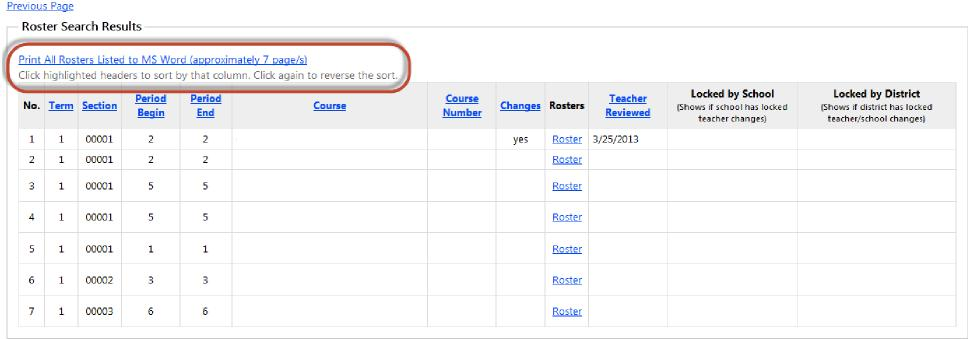 Previous Page
Roster Search Results
Print All Rosters Listed to MS Word (approximately 7 page/s)
Click highlighted headers to sort by that column. Click again to reverse the sort.
No. Term Section Period Begin Period End Course Course Number Changes Rosters Teacher Reviewed Locked by School (Shows if school has locked teacher changes) Locked by District (Shows if district has locked teacher/school changes)
1 1 00001 2 2 yes Roster 3/25/2013
2 1 00001 2 2 Roster
3 1 00001 5 5 Roster
4 1 00001 5 5 Roster
5 1 00001 1 1 Roster
6 1 00002 3 3 Roster
7 1 00003 6 6 Roster